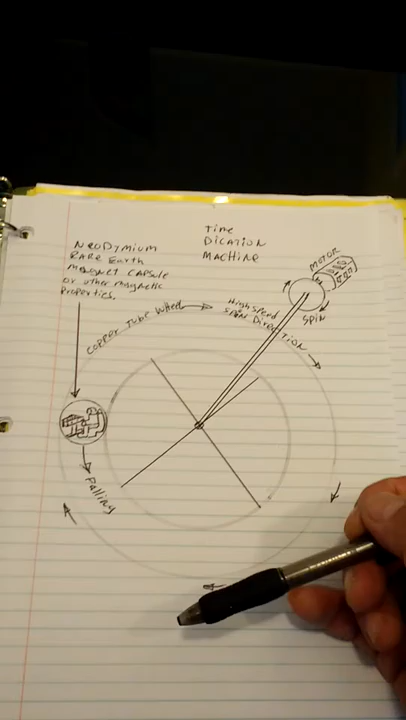 Time
DICATION
MACHINE
NEODYMIUM
RARE EARTH
MAGNET CAPSULE
or other magnetic
Properties.
MOTOR
SPIN
COPPER TUBE WHEEL
High speed
SPIN DIRECTION
Falling